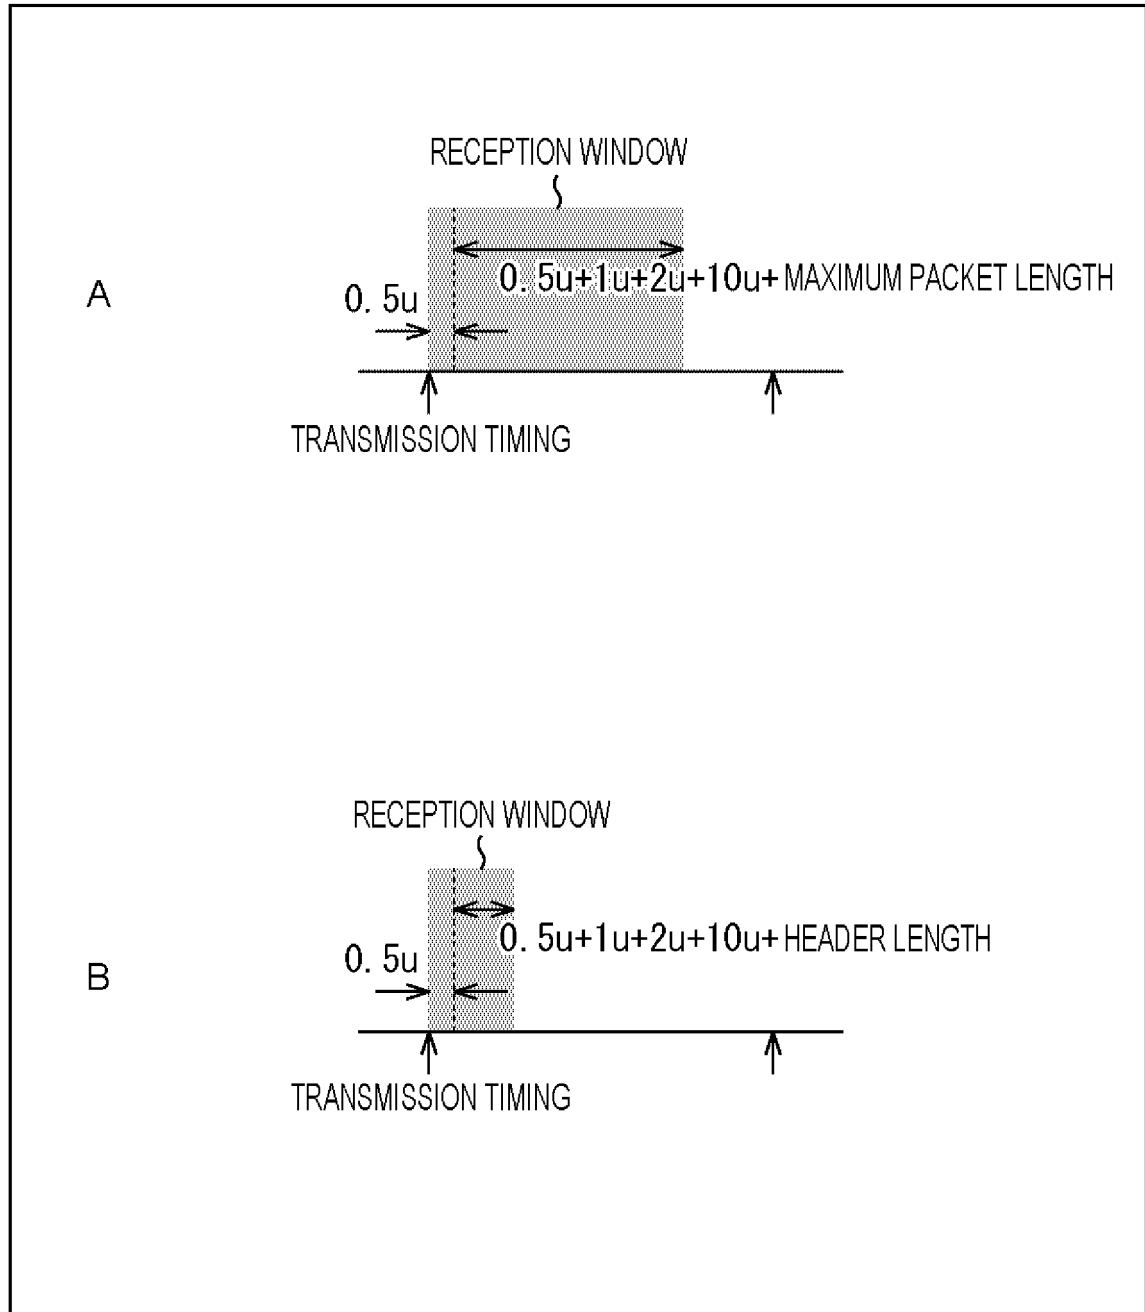 RECEPTION WINDOW
A
0. 5u+1u+2u+10u+ MAXIMUM PACKET LENGTH
0. 5u
TRANSMISSION TIMING
RECEPTION WINDOW
B
0. 5u+1u+2u+10u+ HEADER LENGTH
0. 5u
TRANSMISSION TIMING